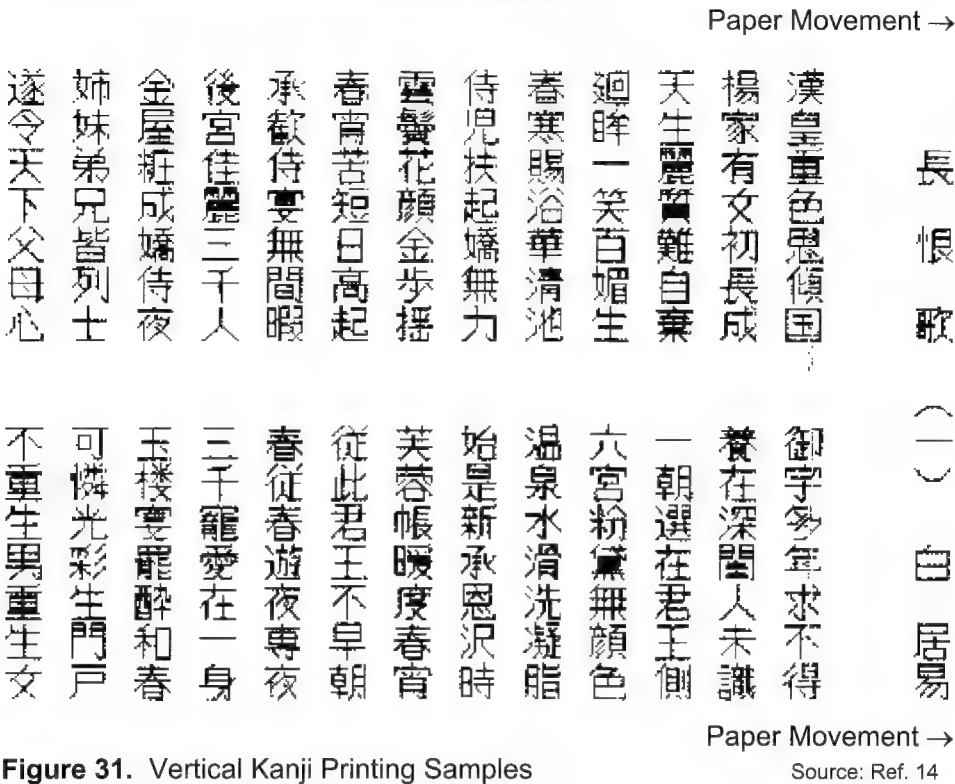 Paper Movement →
長恨歌（一）白居易
漢皇重色思傾国 御宇多年求不得
楊家有女初長成 養在深閨人未識
天生麗質難自棄 一朝選在君王側
廻眸一笑百媚生 六宮粉黛無顔色
春寒賜浴華清池 温泉水滑洗凝脂
侍児扶起嬌無力 始是新承恩沢時
雲鬢花顔金歩揺 芙蓉帳暖度春宵
春宵苦短日高起 従此君王不早朝
承歓侍宴無間暇 春従春遊夜専夜
後宮佳麗三千人 三千寵愛在一身
金屋粧成嬌侍夜 玉楼宴罷酔和春
姉妹弟兄皆列士 可憐光彩生門戸
遂令天下父母心 不重生男重生女
Paper Movement →
Figure 31. Vertical Kanji Printing Samples
Source: Ref. 14